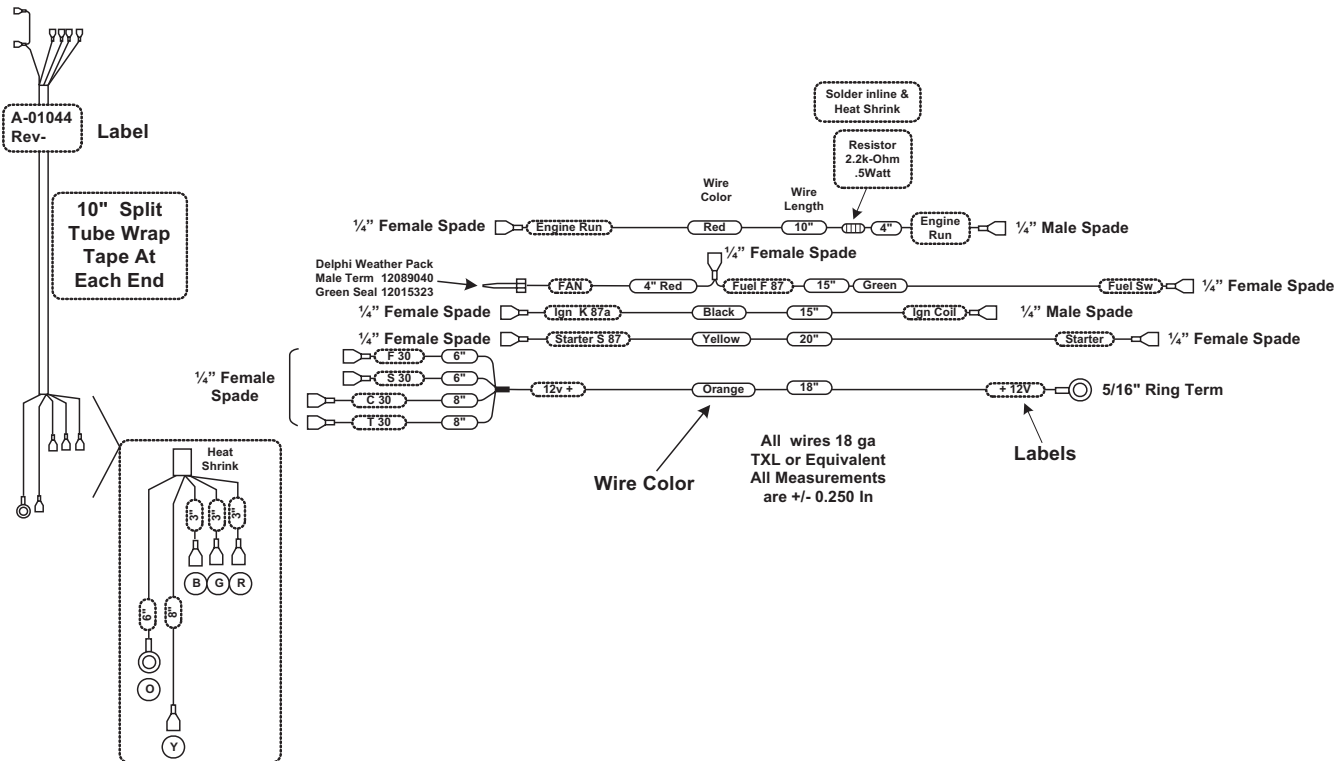 A-01044
Rev-
Label
10" Split
Tube Wrap
Tape At
Each End
Solder inline &
Heat Shrink
Resistor
2.2k-Ohm
.5Watt
Wire
Color
Wire
Length
¼” Female Spade
Engine Run
Red
10"
4"
Engine
Run
¼” Male Spade
¼” Female Spade
Delphi Weather Pack
Male Term 12089040
Green Seal 12015323
FAN
4" Red
Fuel F 87
15"
Green
Fuel Sw
¼” Female Spade
¼” Female Spade
Ign K 87a
Black
15"
Ign Coil
¼” Male Spade
¼” Female Spade
Starter S 87
Yellow
20"
Starter
¼” Female Spade
¼” Female
Spade
F 30
6"
S 30
6"
C 30
8"
T 30
8"
12v +
Orange
18"
+ 12V
5/16" Ring Term
Wire Color
All wires 18 ga
TXL or Equivalent
All Measurements
are +/- 0.250 In
Labels
Heat
Shrink
3"
3"
3"
B
G
R
6"
8"
O
Y